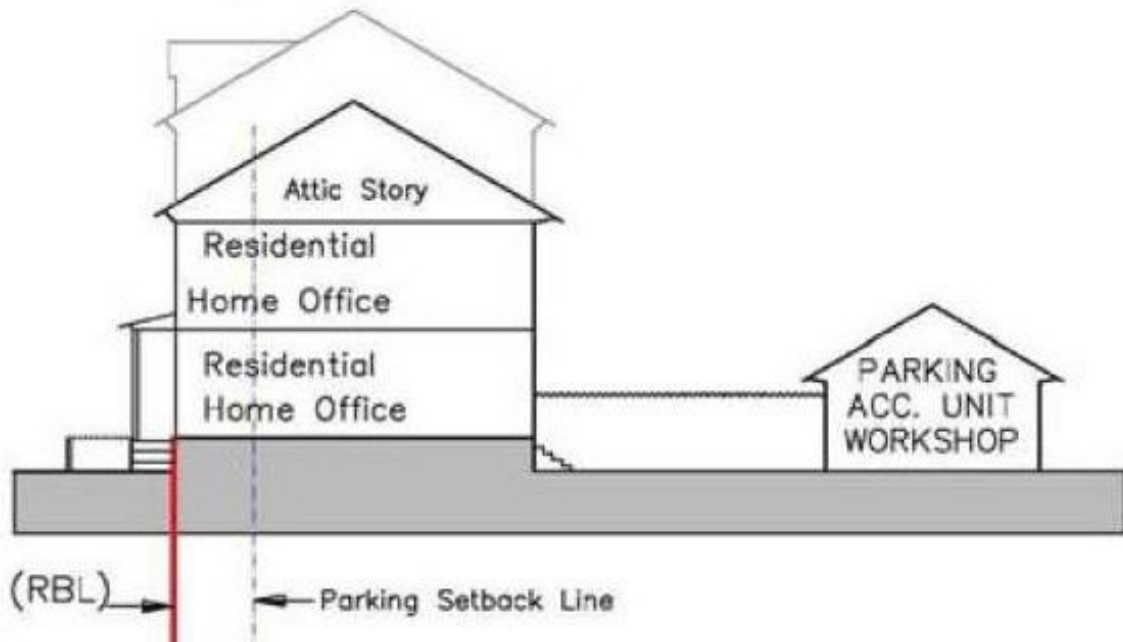 Attic Story
Residential
Home Office
Residential
Home Office
PARKING
ACC. UNIT
WORKSHOP
(RBL)
Parking Setback Line